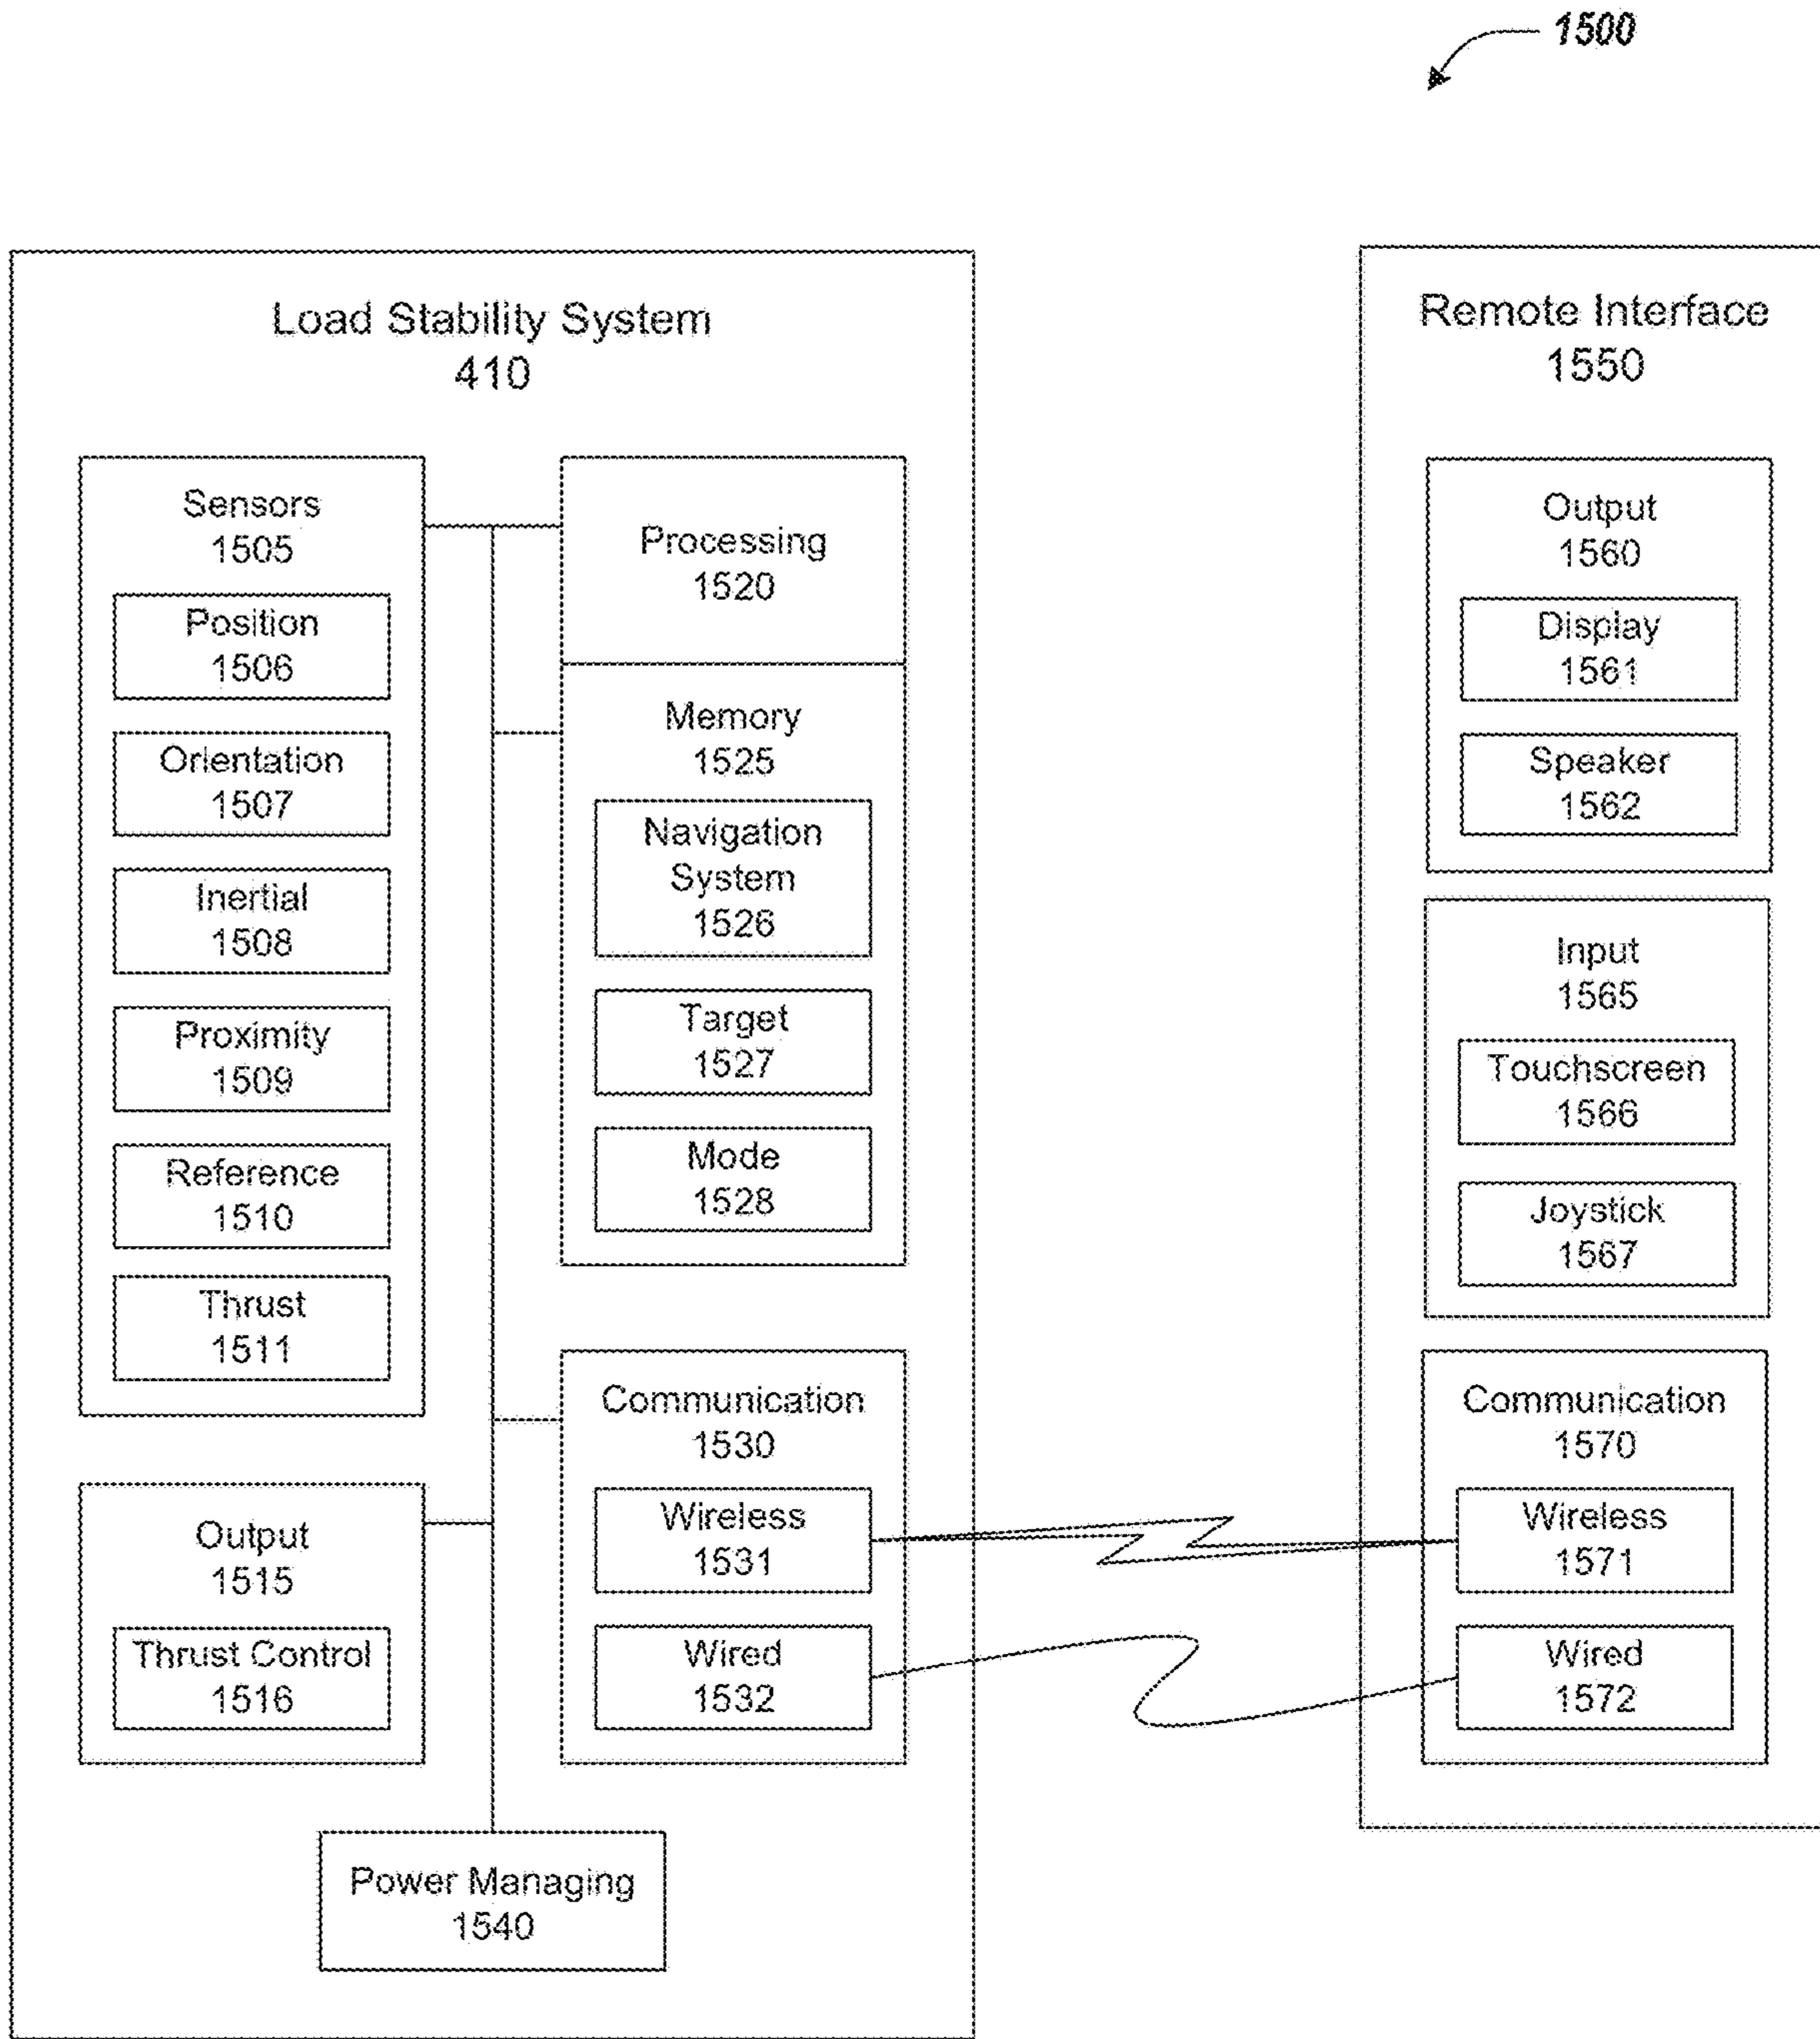 1500
Load Stability System
410
Sensors
1505
Position
1506
Orientation
1507
Inertial
1508
Proximity
1509
Reference
1510
Thrust
1511
Output
1515
Thrust Control
1516
Processing
1520
Memory
1525
Navigation
System
1526
Target
1527
Mode
1528
Communication
1530
Wireless
1531
Wired
1532
Power Managing
1540
Remote Interface
1550
Output
1560
Display
1561
Speaker
1562
Input
1565
Touchscreen
1566
Joystick
1567
Communication
1570
Wireless
1571
Wired
1572